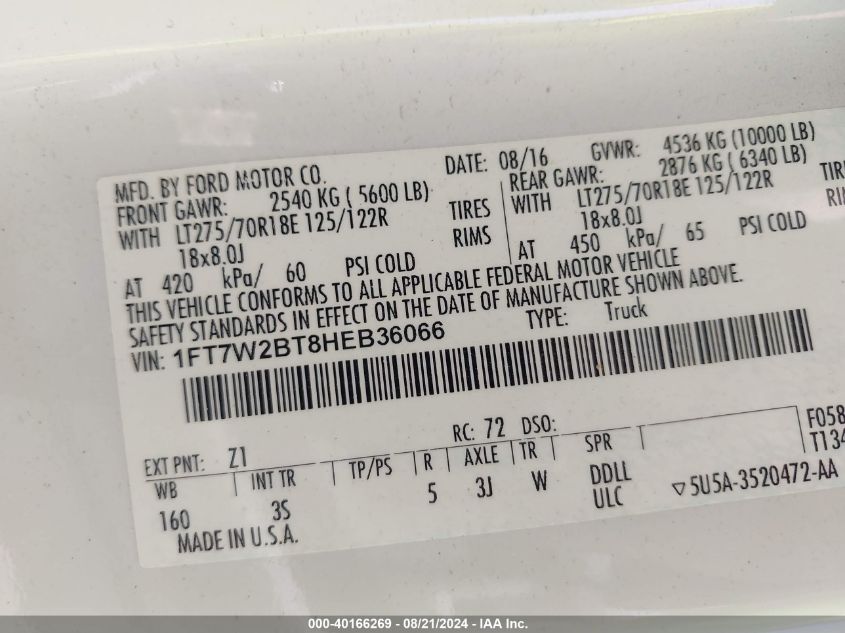 MFD. BY FORD MOTOR CO.
DATE: 08/16 GVWR: 4536 KG (10000 LB)
FRONT GAWR: 2540 KG ( 5600 LB) REAR GAWR: 2876 KG ( 6340 LB)
WITH LT275/70R18E 125/122R TIRES WITH LT275/70R18E 125/122R
18x8.0J RIMS 18x8.0J
AT 420 kPa/ 60 PSI COLD AT 450 kPa/ 65 PSI COLD
THIS VEHICLE CONFORMS TO ALL APPLICABLE FEDERAL MOTOR VEHICLE
SAFETY STANDARDS IN EFFECT ON THE DATE OF MANUFACTURE SHOWN ABOVE.
VIN: 1FT7W2BT8HEB36066 TYPE: Truck
RC: 72 DSO: F058
T134
EXT PNT: Z1
WB INT TR TP/PS R AXLE TR SPR
160 3S 5 3J W DDLL
ULC ▽5U5A-3520472-AA
MADE IN U.S.A.
000-40166269 - 08/21/2024 - IAA Inc.